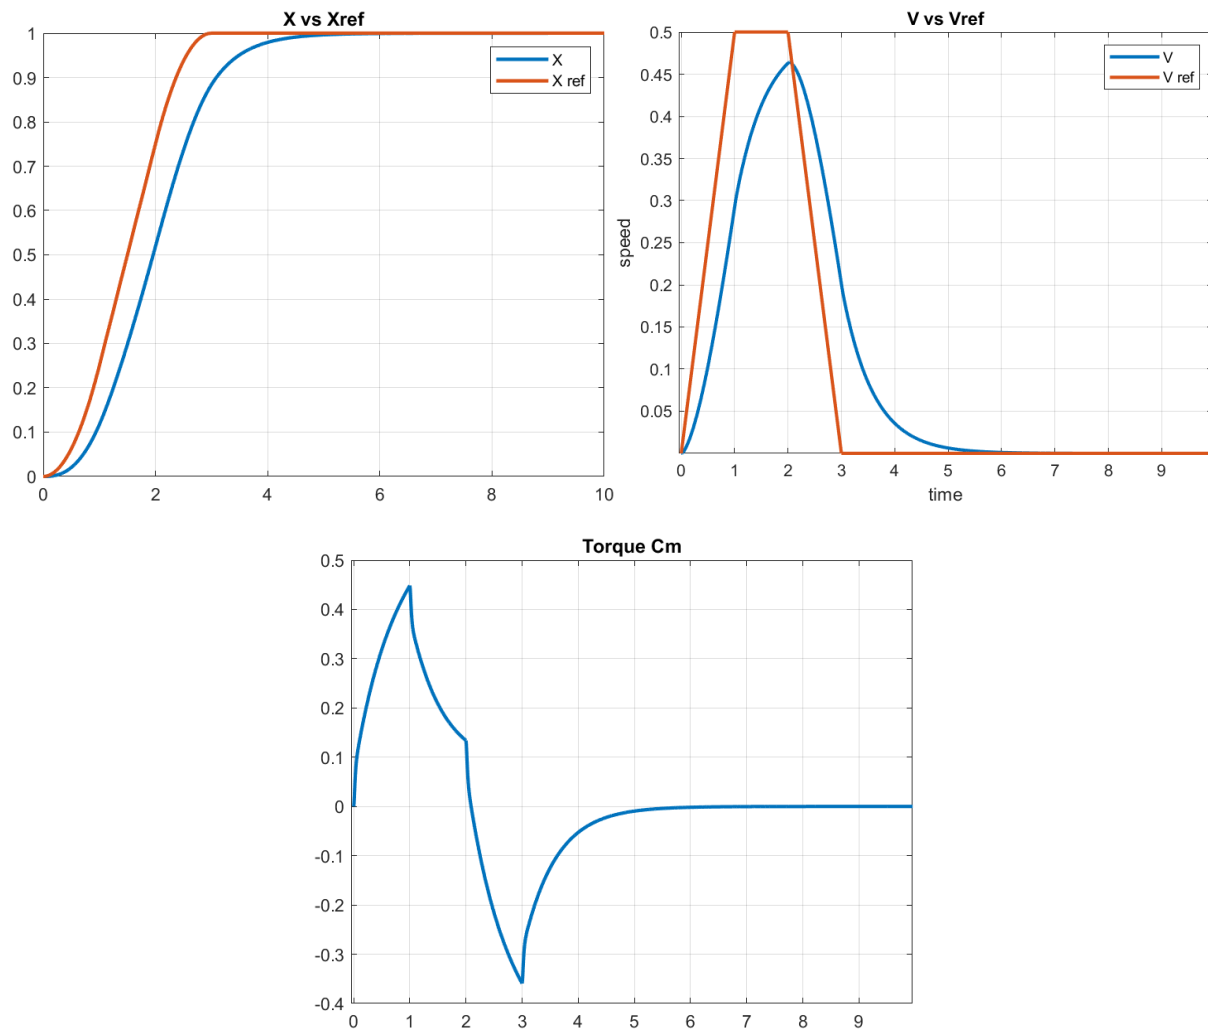 X vs Xref
1
0.9
0.8
0.7
0.6
0.5
0.4
0.3
0.2
0.1
0
0 2 4 6 8 10
X
X ref
V vs Vref
0.5
0.45
0.4
0.35
0.3
0.25
0.2
0.15
0.1
0.05
speed
0 1 2 3 4 5 6 7 8 9
time
V
V ref
Torque Cm
0.5
0.4
0.3
0.2
0.1
0
-0.1
-0.2
-0.3
-0.4
0 1 2 3 4 5 6 7 8 9